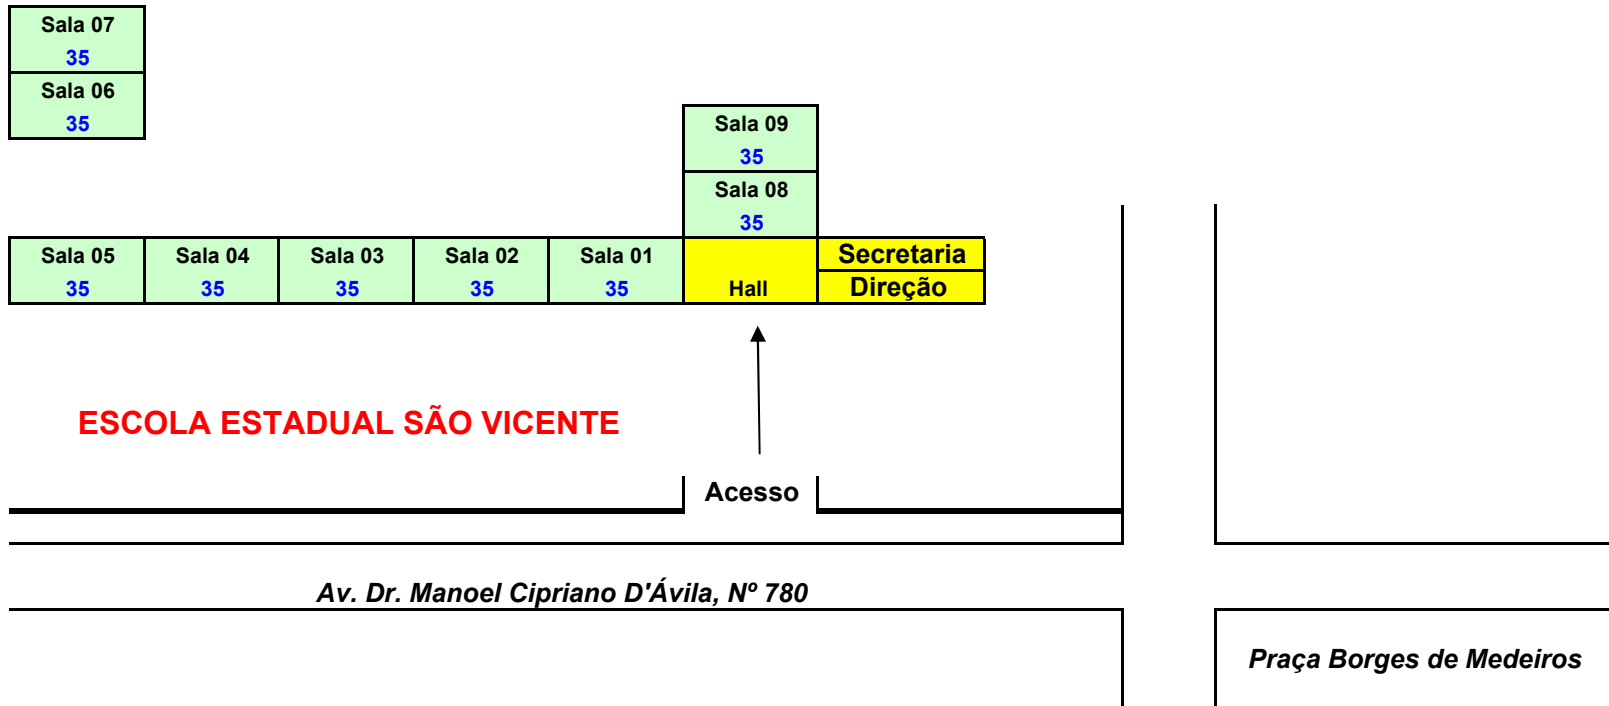 Sala 07
35
Sala 06
35
Sala 09
35
Sala 08
35
Sala 05 Sala 04 Sala 03 Sala 02 Sala 01 Secretaria
35 35 35 35 35 Hall Direção
ESCOLA ESTADUAL SÃO VICENTE
Acesso
Av. Dr. Manoel Cipriano D'Ávila, Nº 780
Praça Borges de Medeiros